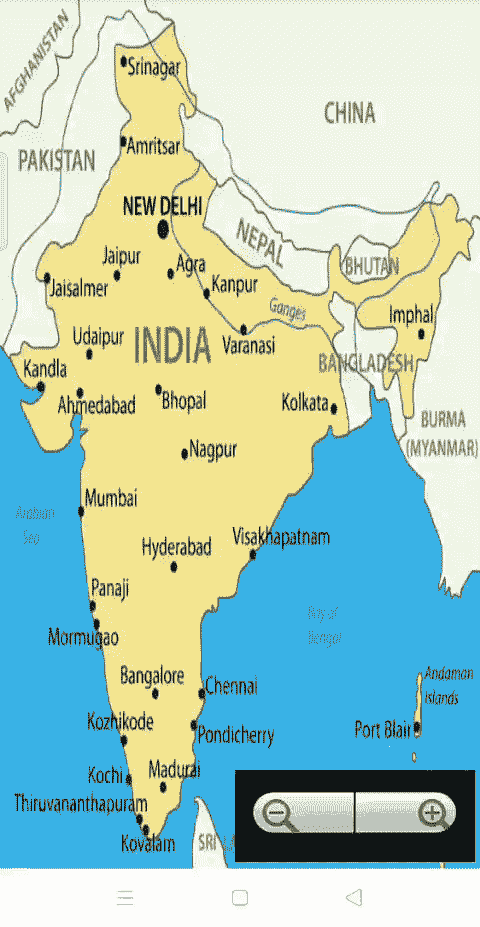 AFGHANISTAN
Srinagar
CHINA
Amritsar
PAKISTAN
NEW DELHI
NEPAL
Jaipur
Agra
BHUTAN
Jaisalmer
Kanpur
Ganges
Imphal
Udaipur
INDIA
Varanasi
BANGLADESH
Kandla
Ahmedabad
Bhopal
Kolkata
BURMA
(MYANMAR)
Nagpur
Mumbai
Arabian
Sea
Visakhapatnam
Hyderabad
Panaji
Bay of
Bengal
Mormugao
Bangalore
Chennai
Andaman
Islands
Kozhikode
Pondicherry
Port Blair
Kochi
Madurai
Thiruvananthapuram
Kovalam
SRI